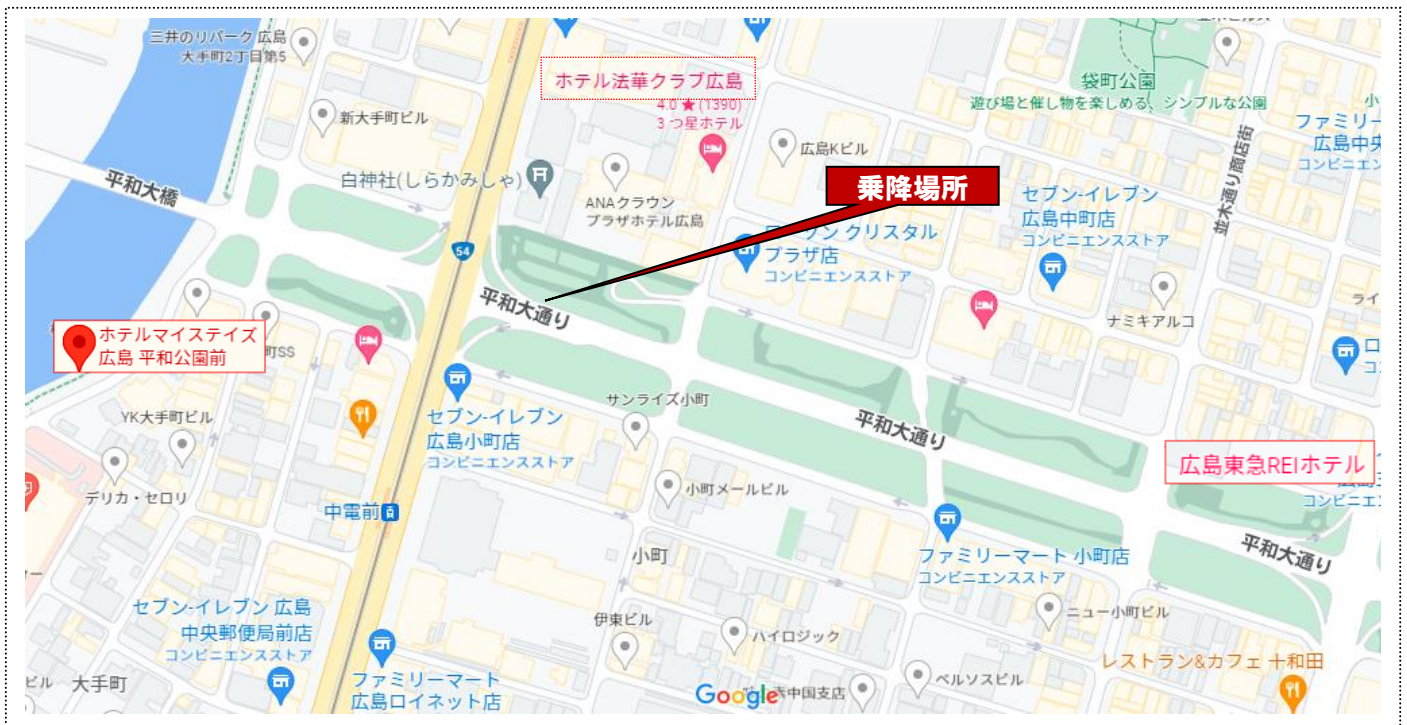 三井のリパーク 広島
大手町2丁目第5
ホテル法華クラブ広島
4.0 ★ (1390)
3 つ星ホテル
袋町公園
遊び場と催し物を楽しめる、シンプルな公園
新大手町ビル
広島Kビル
ファミリー
広島中央
コンビニエンス
並木通り商店街
平和大橋
白神社(しらかみしゃ)
ANAクラウン
プラザホテル広島
乗降場所
セブン-イレブン
広島中町店
コンビニエンスストア
54
クリスタル
プラザ店
コンビニエンスストア
平和大通り
ナミキアルコ
ライ
ホテルマイステイズ
広島 平和公園前
町SS
YK大手町ビル
セブン-イレブン
広島小町店
コンビニエンスストア
サンライズ小町
平和大通り
広島東急REIホテル
コンビニエ
デリカ・セロリ
中電前
小町メールビル
小町
ファミリーマート 小町店
コンビニエンスストア
平和大通り
セブン-イレブン 広島
中央郵便局前店
コンビニエンスストア
伊東ビル
ハイロジック
ニュー小町ビル
レストラン&カフェ 十和田
ビル
大手町
ファミリーマート
広島ロイネット店
Google
中国支店
ベルソスビル